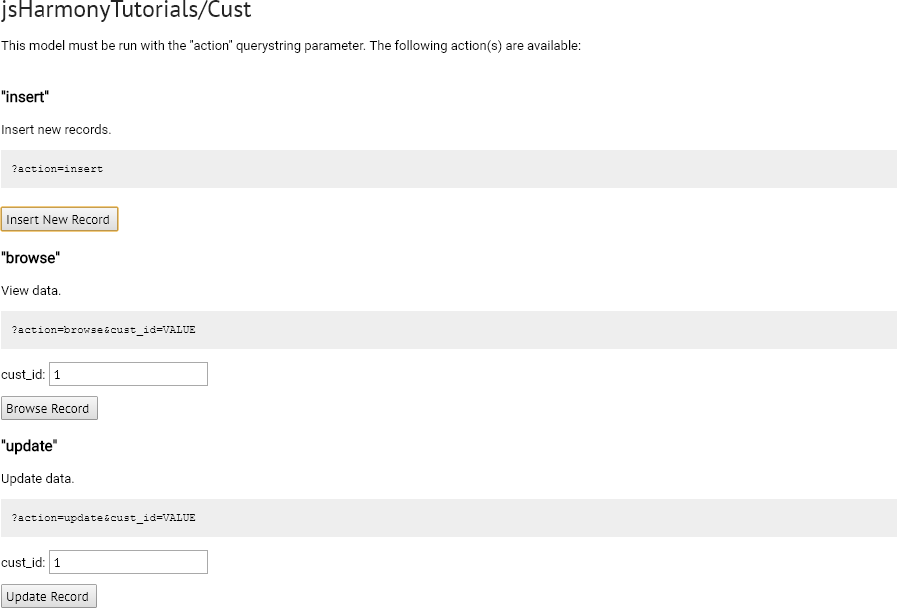 jsHarmonyTutorials/Cust
This model must be run with the "action" querystring parameter. The following action(s) are available:
"insert"
Insert new records.
?action=insert
Insert New Record
"browse"
View data.
?action=browse&cust_id=VALUE
cust_id: 1
Browse Record
"update"
Update data.
?action=update&cust_id=VALUE
cust_id: 1
Update Record